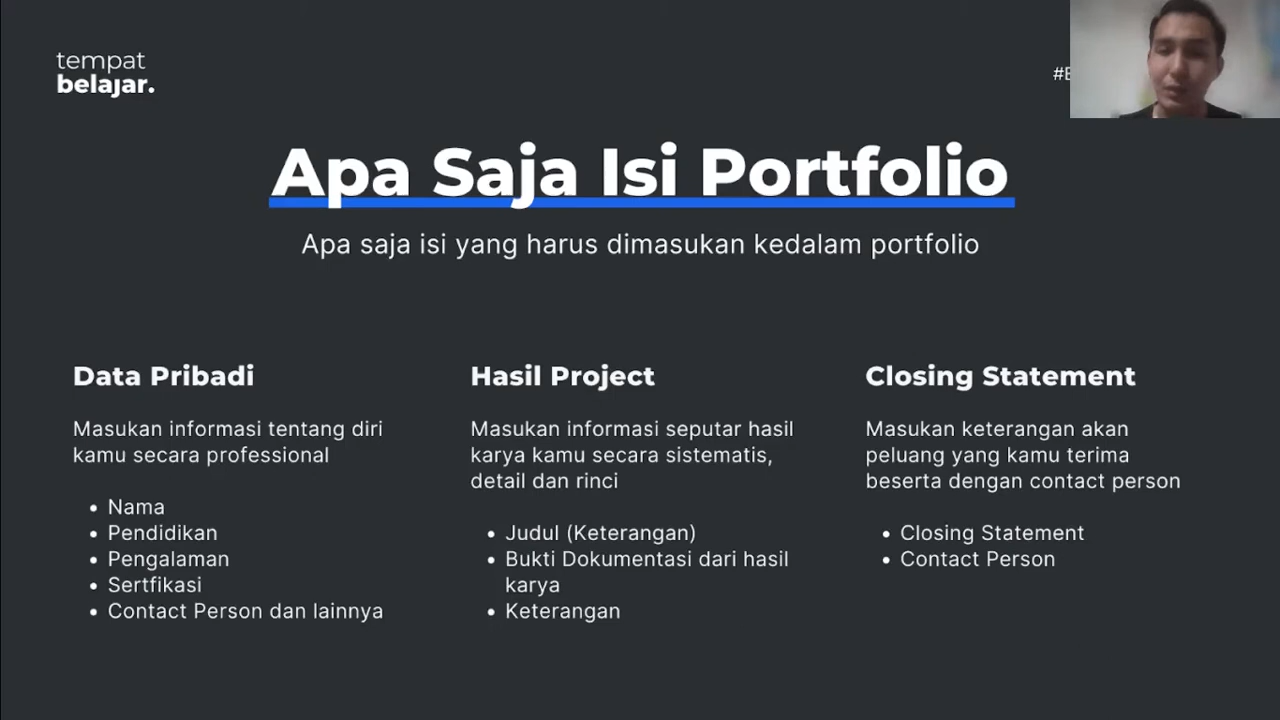 tempat
belajar.
Apa Saja Isi Portfolio
Apa saja isi yang harus dimasukan kedalam portfolio
Data Pribadi
Masukan informasi tentang diri
kamu secara professional
• Nama
• Pendidikan
• Pengalaman
• Sertfikasi
• Contact Person dan lainnya
Hasil Project
Masukan informasi seputar hasil
karya kamu secara sistematis,
detail dan rinci
• Judul (Keterangan)
• Bukti Dokumentasi dari hasil
karya
• Keterangan
Closing Statement
Masukan keterangan akan
peluang yang kamu terima
beserta dengan contact person
• Closing Statement
• Contact Person